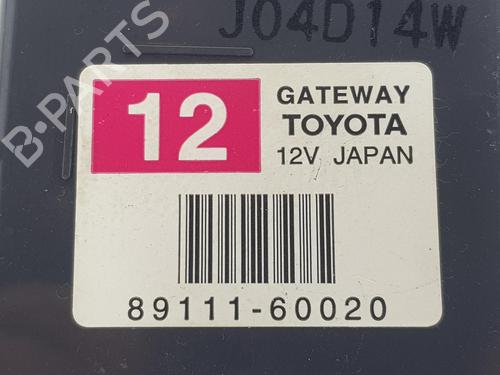 J04D14W
B-PARTS
12
GATEWAY
TOYOTA
12V JAPAN
89111-60020